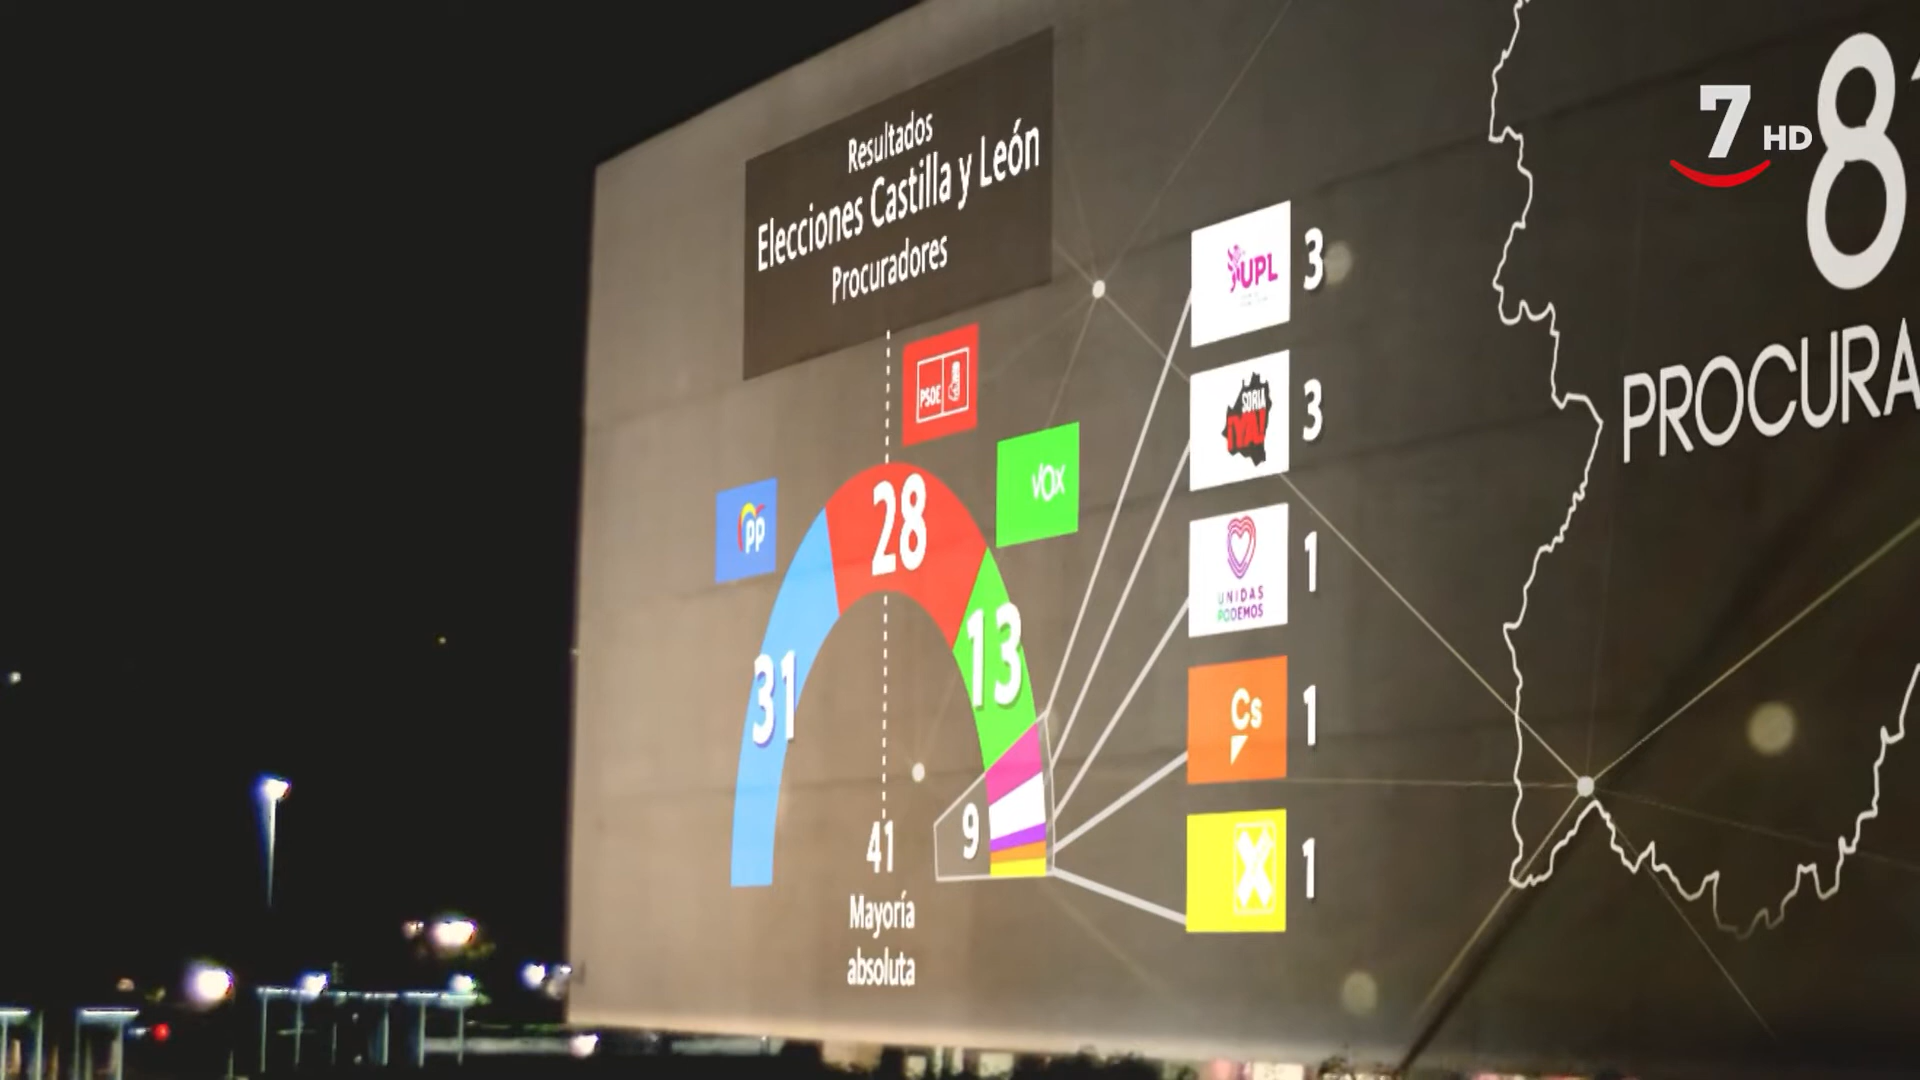 Resultados
Elecciones Castilla y León
Procuradores
PSOE
VOX
pp
28
31
13
9
41
Mayoría
absoluta
UPL
3
SORIA
¡YA!
3
UNIDAS
PODEMOS
1
Cs
1
X
1
7 HD
8
PROCURA